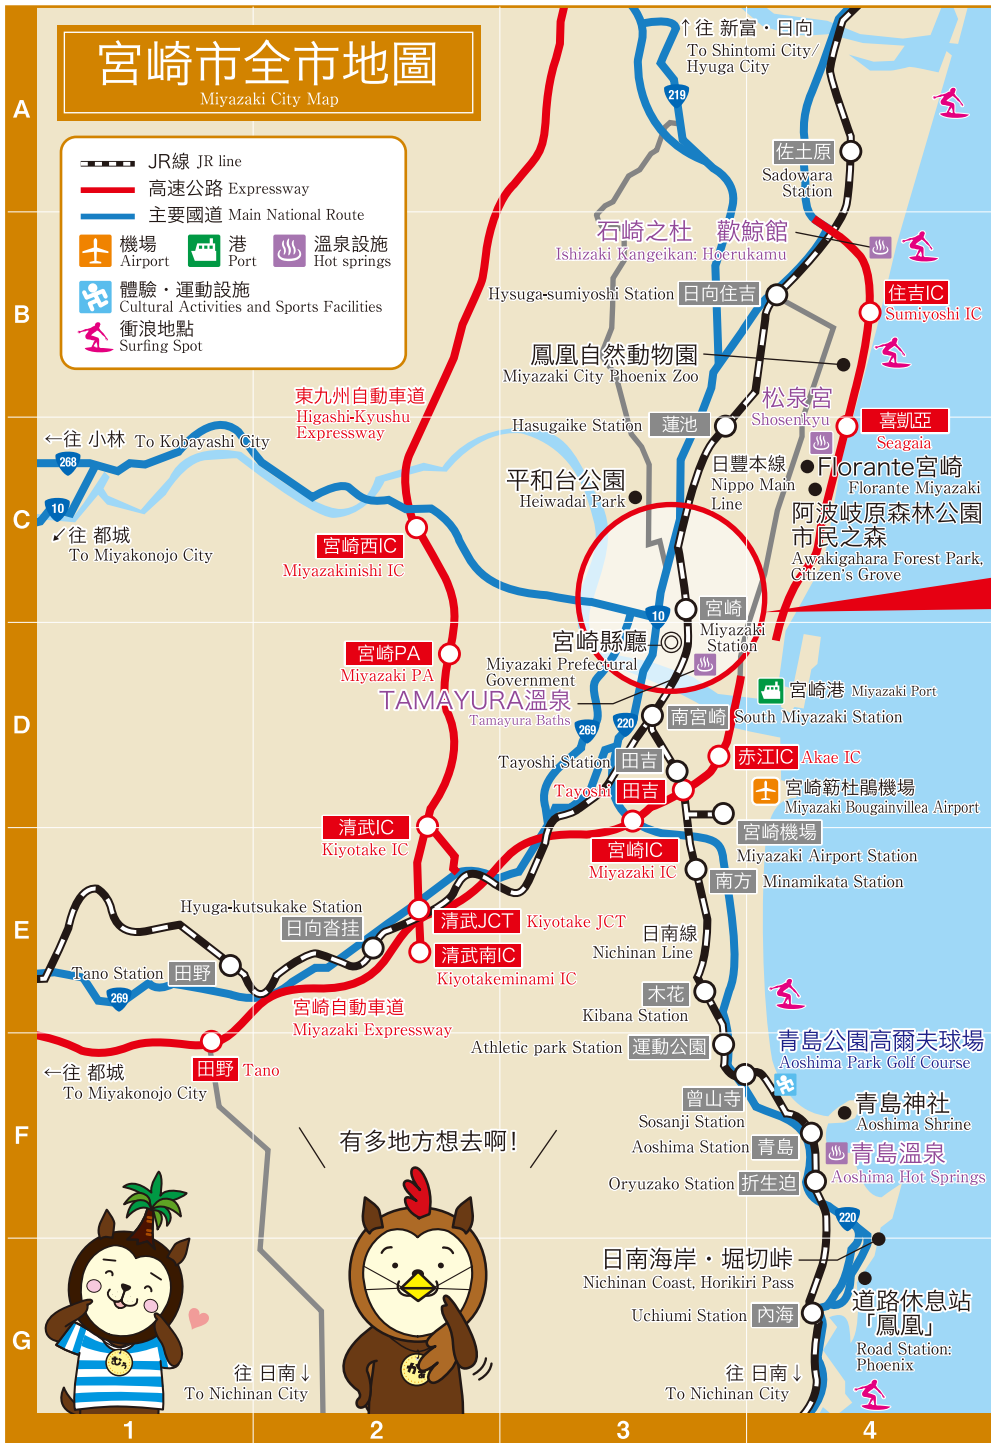 宮崎市全市地圖
Miyazaki City Map
JR線 JR line
高速公路 Expressway
主要國道 Main National Route
機場
Airport
港
Port
溫泉設施
Hot springs
體驗・運動設施
Cultural Activities and Sports Facilities
衝浪地點
Surfing Spot
A
B
C
D
E
F
G
↑往 新富・日向
To Shintomi City/
Hyuga City
219
佐土原
Sadowara
Station
石崎之杜 歡鯨館
Ishizaki Kangeikan: Hoerukamu
Hysuga-sumiyoshi Station 日向住吉
住吉IC
Sumiyoshi IC
鳳凰自然動物園
Miyazaki City Phoenix Zoo
東九州自動車道
Higashi-Kyushu
Expressway
松泉宮
Shosenkyu
Hasugaike Station 蓮池
喜凱亞
Seagaia
←往 小林 To Kobayashi City
268
10
↙往 都城
To Miyakonojo City
平和台公園
Heiwadai Park
日豐本線
Nippo Main
Line
Florante宮崎
Florante Miyazaki
阿波岐原森林公園
市民之森
Awakigahara Forest Park,
Citizen's Grove
宮崎西IC
Miyazakinishi IC
10
宮崎
Miyazaki
Station
宮崎縣廳
Miyazaki Prefectural
Government
宮崎PA
Miyazaki PA
TAMAYURA溫泉
Tamayura Baths
宮崎港 Miyazaki Port
269
220
南宮崎 South Miyazaki Station
Tayoshi Station 田吉
赤江IC Akae IC
Tayoshi 田吉
宮崎簕杜鵑機場
Miyazaki Bougainvillea Airport
清武IC
Kiyotake IC
宮崎IC
Miyazaki IC
宮崎機場
Miyazaki Airport Station
南方 Minamikata Station
Hyuga-kutsukake Station
日向沓挂
清武JCT Kiyotake JCT
清武南IC
Kiyotakeminami IC
日南線
Nichinan Line
Tano Station 田野
269
宮崎自動車道
Miyazaki Expressway
木花
Kibana Station
Athletic park Station 運動公園
青島公園高爾夫球場
Aoshima Park Golf Course
田野 Tano
←往 都城
To Miyakonojo City
曾山寺
Sosanji Station
青島神社
Aoshima Shrine
有多地方想去啊!
Aoshima Station 青島
青島溫泉
Aoshima Hot Springs
Oryuzako Station 折生迫
220
日南海岸・堀切峠
Nichinan Coast, Horikiri Pass
Uchiumi Station 內海
道路休息站
「鳳凰」
Road Station:
Phoenix
往 日南↓
To Nichinan City
往 日南↓
To Nichinan City
1
2
3
4